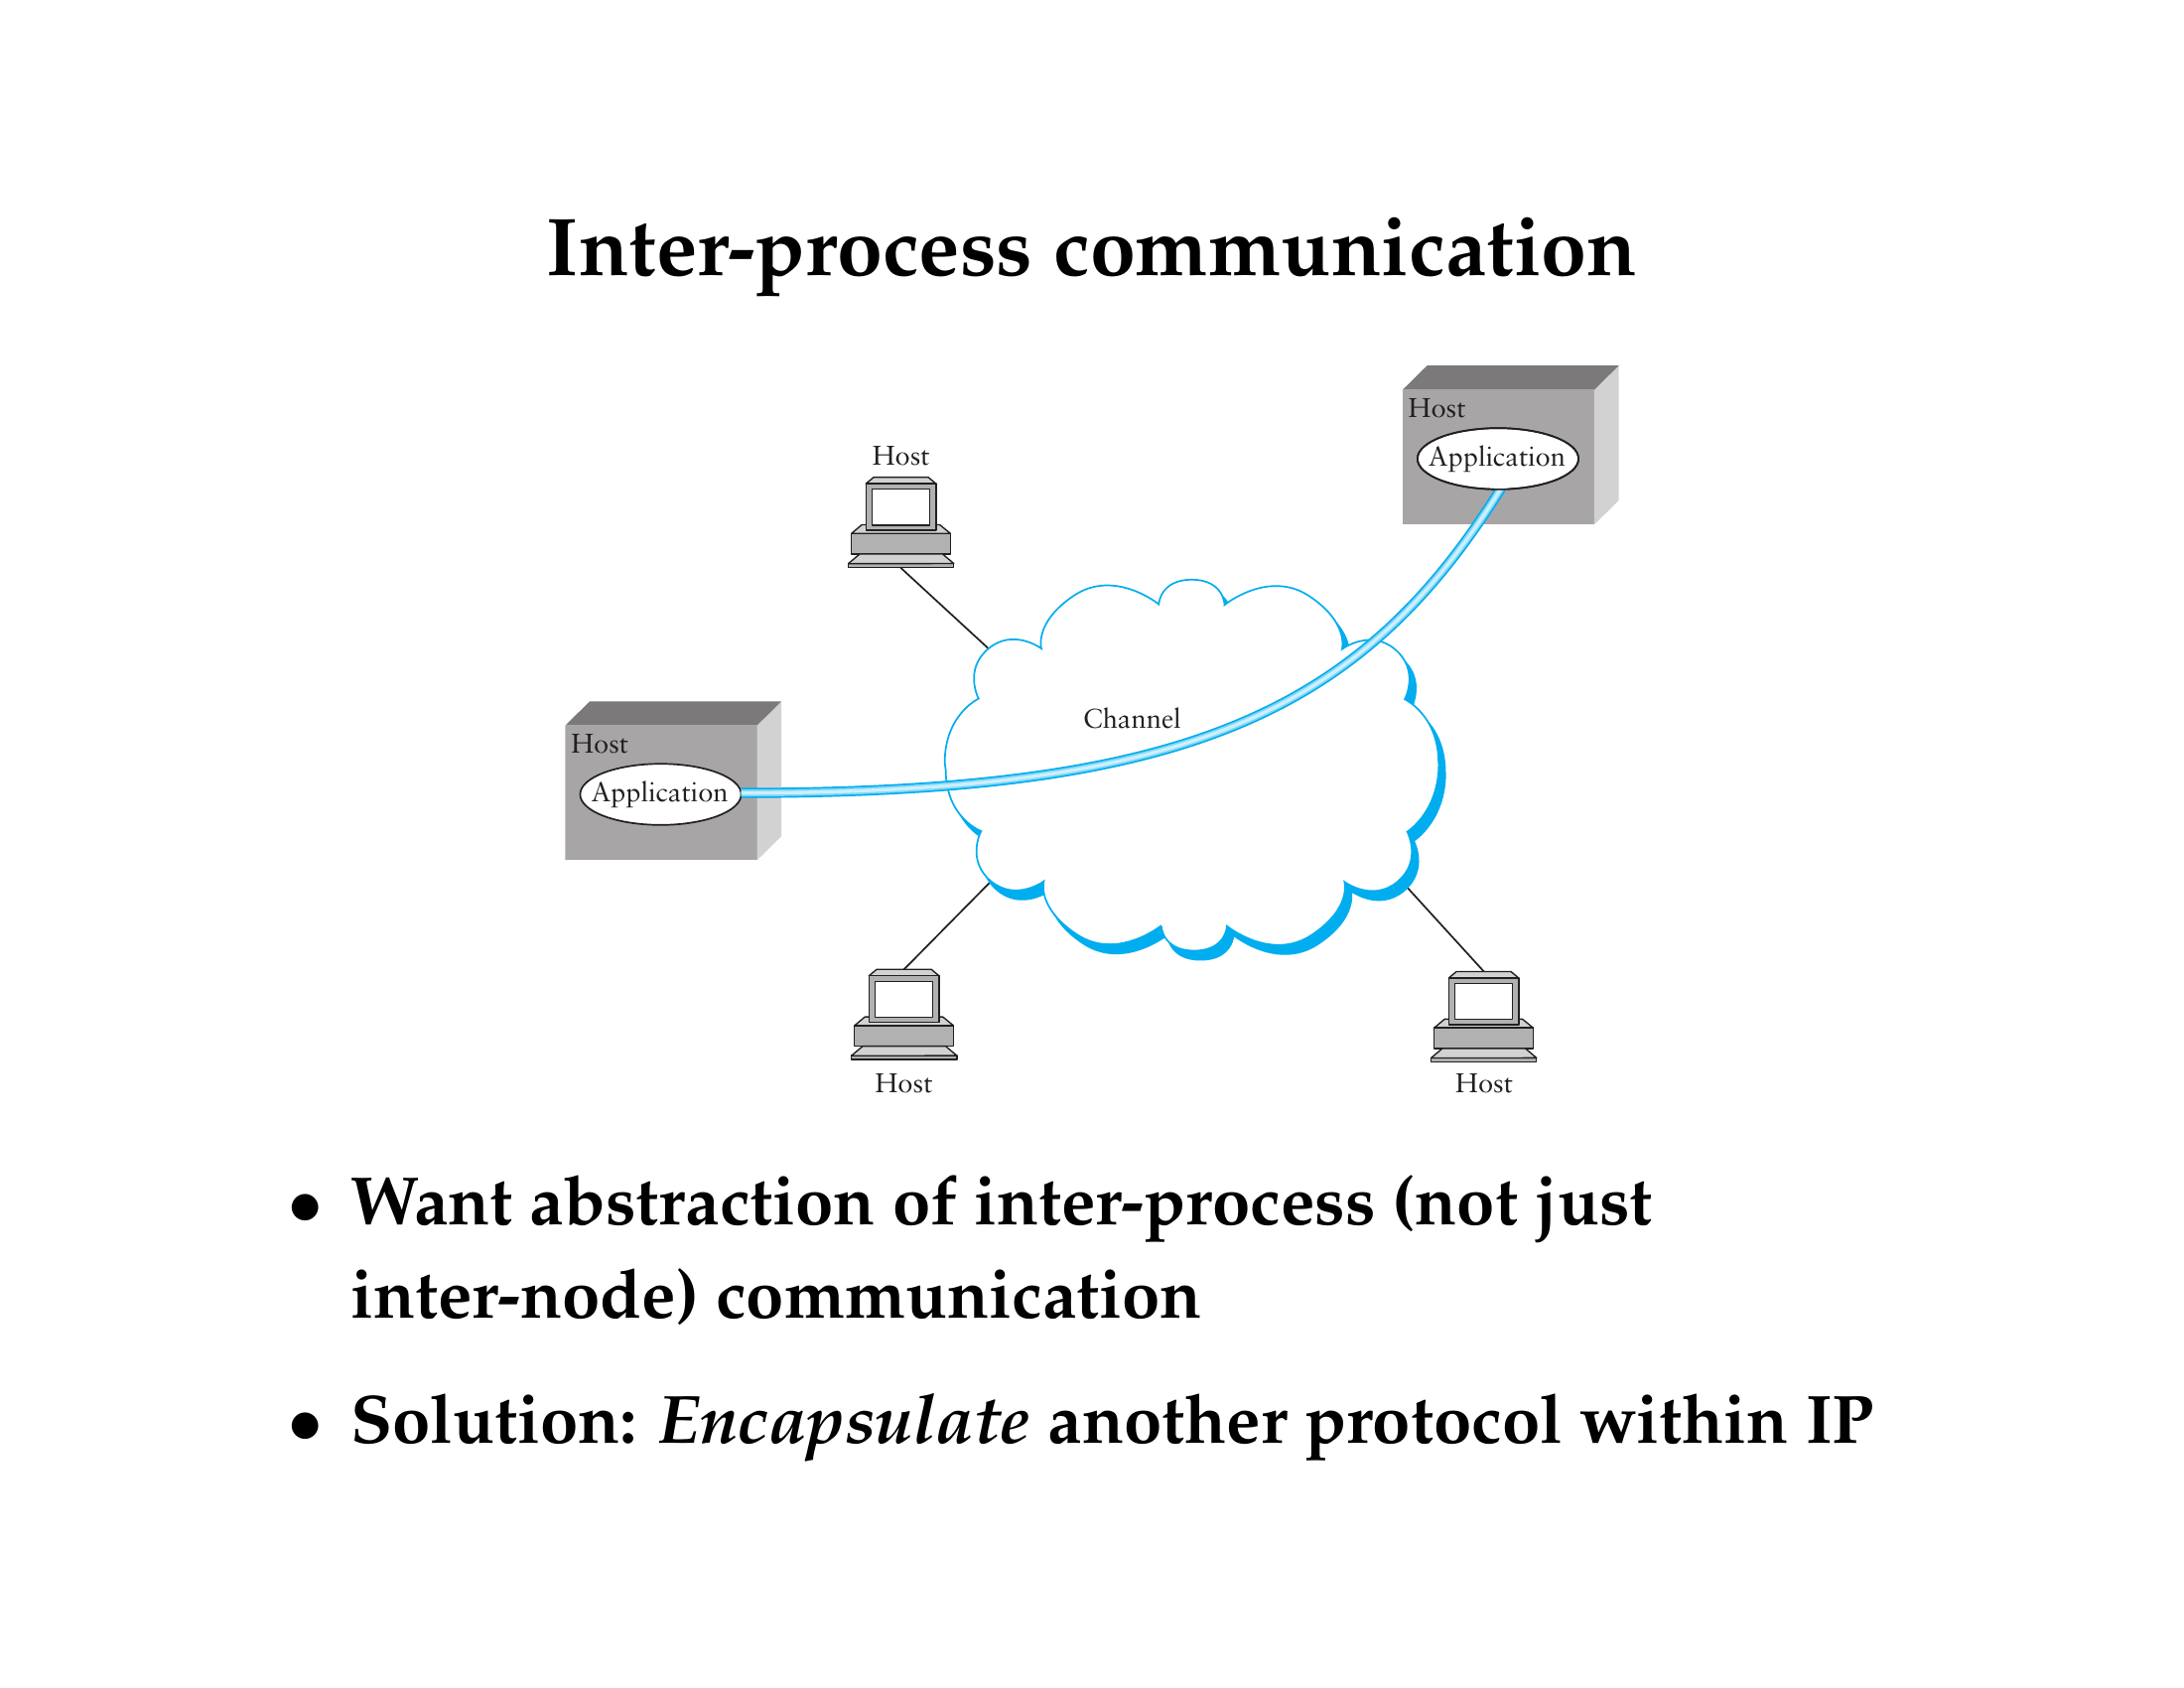 Inter-process communication
Host
Application
Host
Channel
Host
Application
Host
Host
• Want abstraction of inter-process (not just
inter-node) communication
• Solution: Encapsulate another protocol within IP